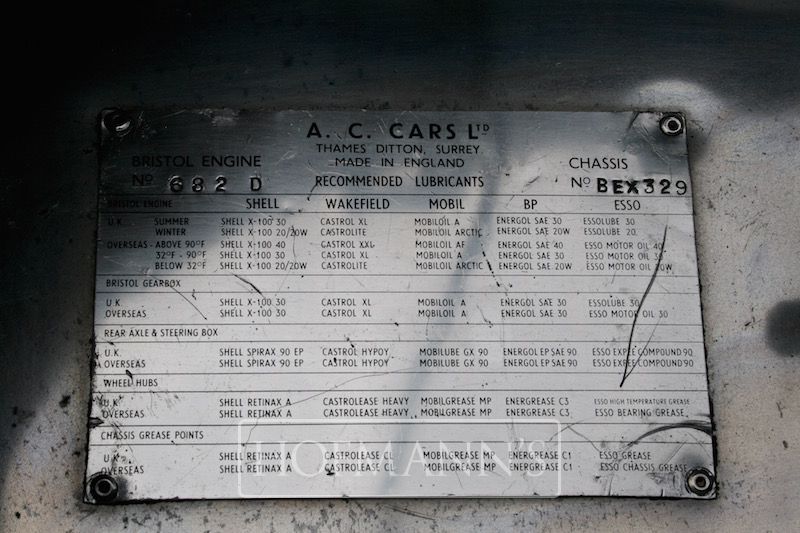 A. C. CARS LTD
THAMES DITTON, SURREY
MADE IN ENGLAND
BRISTOL ENGINE CHASSIS
No 682 D RECOMMENDED LUBRICANTS No BEX329
BRISTOL ENGINE SHELL WAKEFIELD MOBIL BP ESSO
U.K. SUMMER SHELL X-100 30 CASTROL XL MOBILOIL A ENERGOL SAE 30 ESSOLUBE 30
WINTER SHELL X-100 20/20W CASTROLITE MOBILOIL ARCTIC ENERGOL SAE 20W ESSOLUBE 20
OVERSEAS - ABOVE 90°F SHELL X-100 40 CASTROL XXL MOBILOIL AF ENERGOL SAE 40 ESSO MOTOR OIL 40
32°F - 90°F SHELL X-100 30 CASTROL XL MOBILOIL A ENERGOL SAE 30 ESSO MOTOR OIL 30
BELOW 32°F SHELL X-100 20/20W CASTROLITE MOBILOIL ARCTIC ENERGOL SAE 20W ESSO MOTOR OIL 20W
BRISTOL GEARBOX
U.K. SHELL X-100 30 CASTROL XL MOBILOIL A ENERGOL SAE 30 ESSOLUBE 30
OVERSEAS SHELL X-100 30 CASTROL XL MOBILOIL A ENERGOL SAE 30 ESSO MOTOR OIL 30
REAR AXLE & STEERING BOX
U.K. SHELL SPIRAX 90 EP CASTROL HYPOY MOBILUBE GX 90 ENERGOL EP SAE 90 ESSO EXPEE COMPOUND 90
OVERSEAS SHELL SPIRAX 90 EP CASTROL HYPOY MOBILUBE GX 90 ENERGOL EP SAE 90 ESSO EXPEE COMPOUND 90
WHEEL HUBS
U.K. SHELL RETINAX A CASTROLEASE HEAVY MOBILGREASE MP ENERGREASE C3 ESSO HIGH TEMPERATURE GREASE
OVERSEAS SHELL RETINAX A CASTROLEASE HEAVY MOBILGREASE MP ENERGREASE C3 ESSO BEARING GREASE
CHASSIS GREASE POINTS
U.K. SHELL RETINAX A CASTROLEASE CL MOBILGREASE MP ENERGREASE C1 ESSO GREASE
OVERSEAS SHELL RETINAX A CASTROLEASE CL MOBILGREASE MP ENERGREASE C1 ESSO CHASSIS GREASE
HOFMANN'S